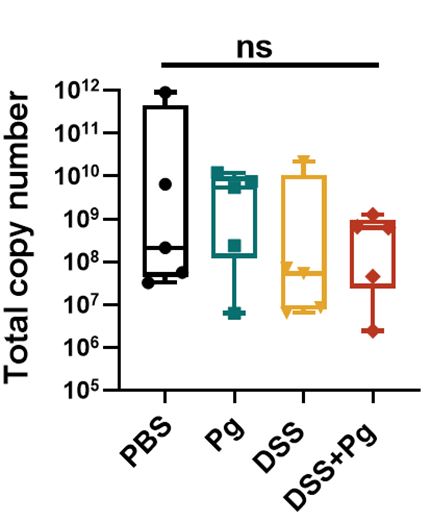 ns
Total copy number
10¹²
10¹¹
10¹⁰
10⁹
10⁸
10⁷
10⁶
10⁵
PBS
Pg
DSS
DSS+Pg